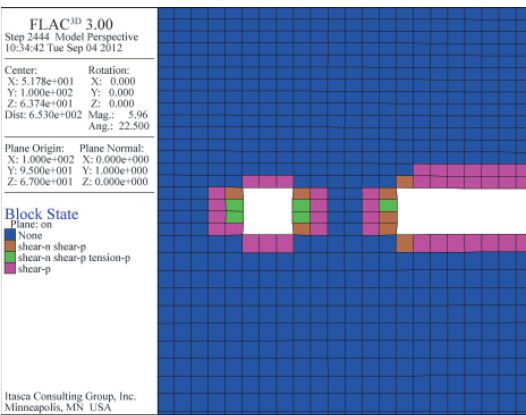 FLAC3D 3.00
Step 2444 Model Perspective
10:34:42 Tue Sep 04 2012
Center: Rotation:
X: 5.178e+001 X: 0.000
Y: 1.000e+002 Y: 0.000
Z: 6.374e+001 Z: 0.000
Dist: 6.530e+002 Mag.: 5.96
Ang.: 22.500
Plane Origin: Plane Normal:
X: 1.000e+002 X: 0.000e+000
Y: 9.500e+001 Y: 1.000e+000
Z: 6.700e+001 Z: 0.000e+000
Block State
Plane: on
None
shear-n shear-p
shear-n shear-p tension-p
shear-p
Itasca Consulting Group, Inc.
Minneapolis, MN USA